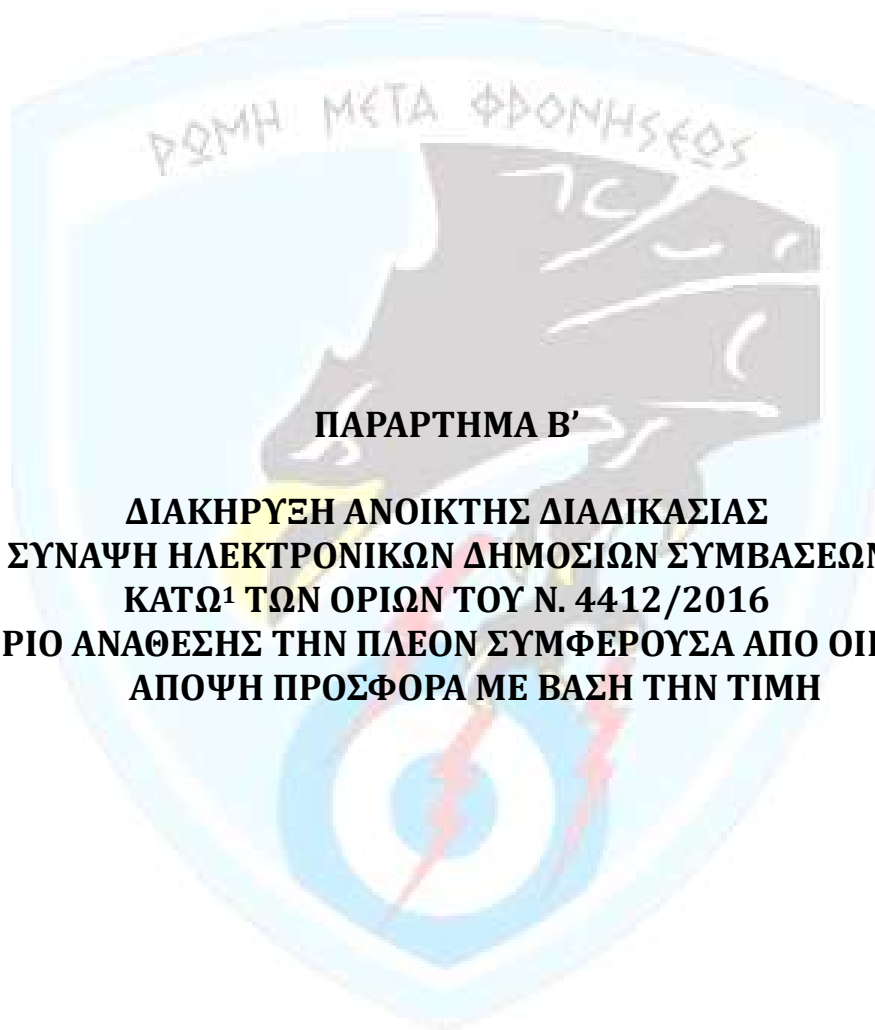 ΡΩΜΗ ΜΕΤΑ ΦΡΟΝΗΣΕΩΣ
ΠΑΡΑΡΤΗΜΑ Β’
ΔΙΑΚΗΡΥΞΗ ΑΝΟΙΚΤΗΣ ΔΙΑΔΙΚΑΣΙΑΣ
ΣΥΝΑΨΗ ΗΛΕΚΤΡΟΝΙΚΩΝ ΔΗΜΟΣΙΩΝ ΣΥΜΒΑΣΕΩΝ
ΚΑΤΩ¹ ΤΩΝ ΟΡΙΩΝ ΤΟΥ Ν. 4412/2016
ΡΙΟ ΑΝΑΘΕΣΗΣ ΤΗΝ ΠΛΕΟΝ ΣΥΜΦΕΡΟΥΣΑ ΑΠΟ
ΑΠΟΨΗ ΠΡΟΣΦΟΡΑ ΜΕ ΒΑΣΗ ΤΗΝ ΤΙΜΗ